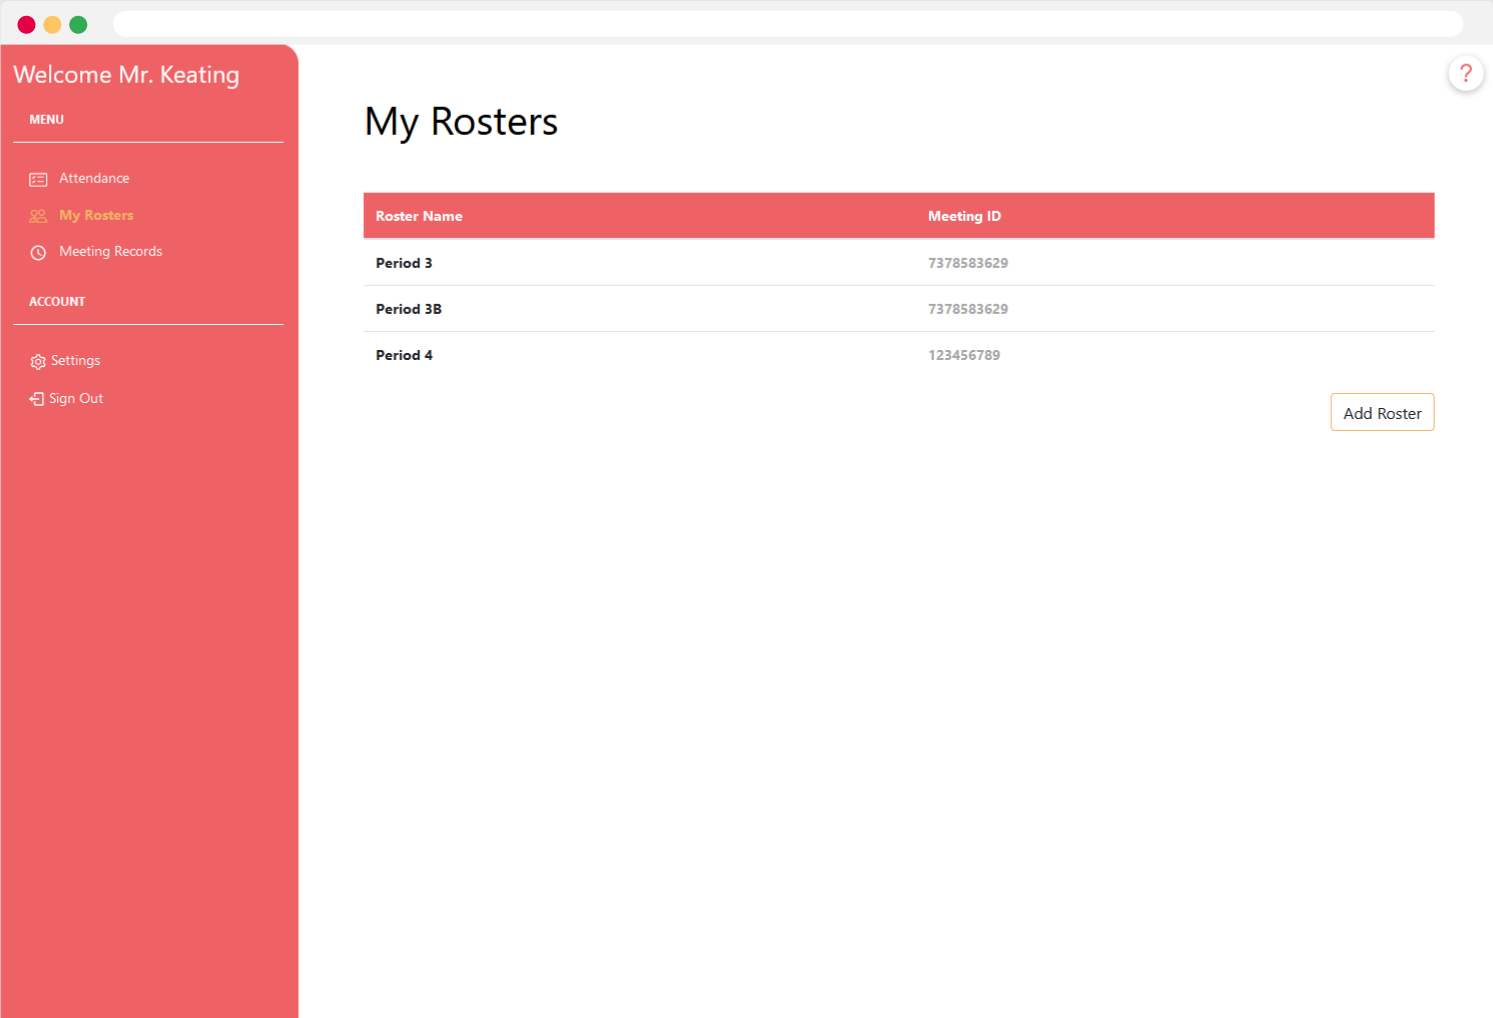 Welcome Mr. Keating
MENU
Attendance
My Rosters
Meeting Records
ACCOUNT
Settings
Sign Out
?
My Rosters
Roster Name Meeting ID
Period 3 7378583629
Period 3B 7378583629
Period 4 123456789
Add Roster